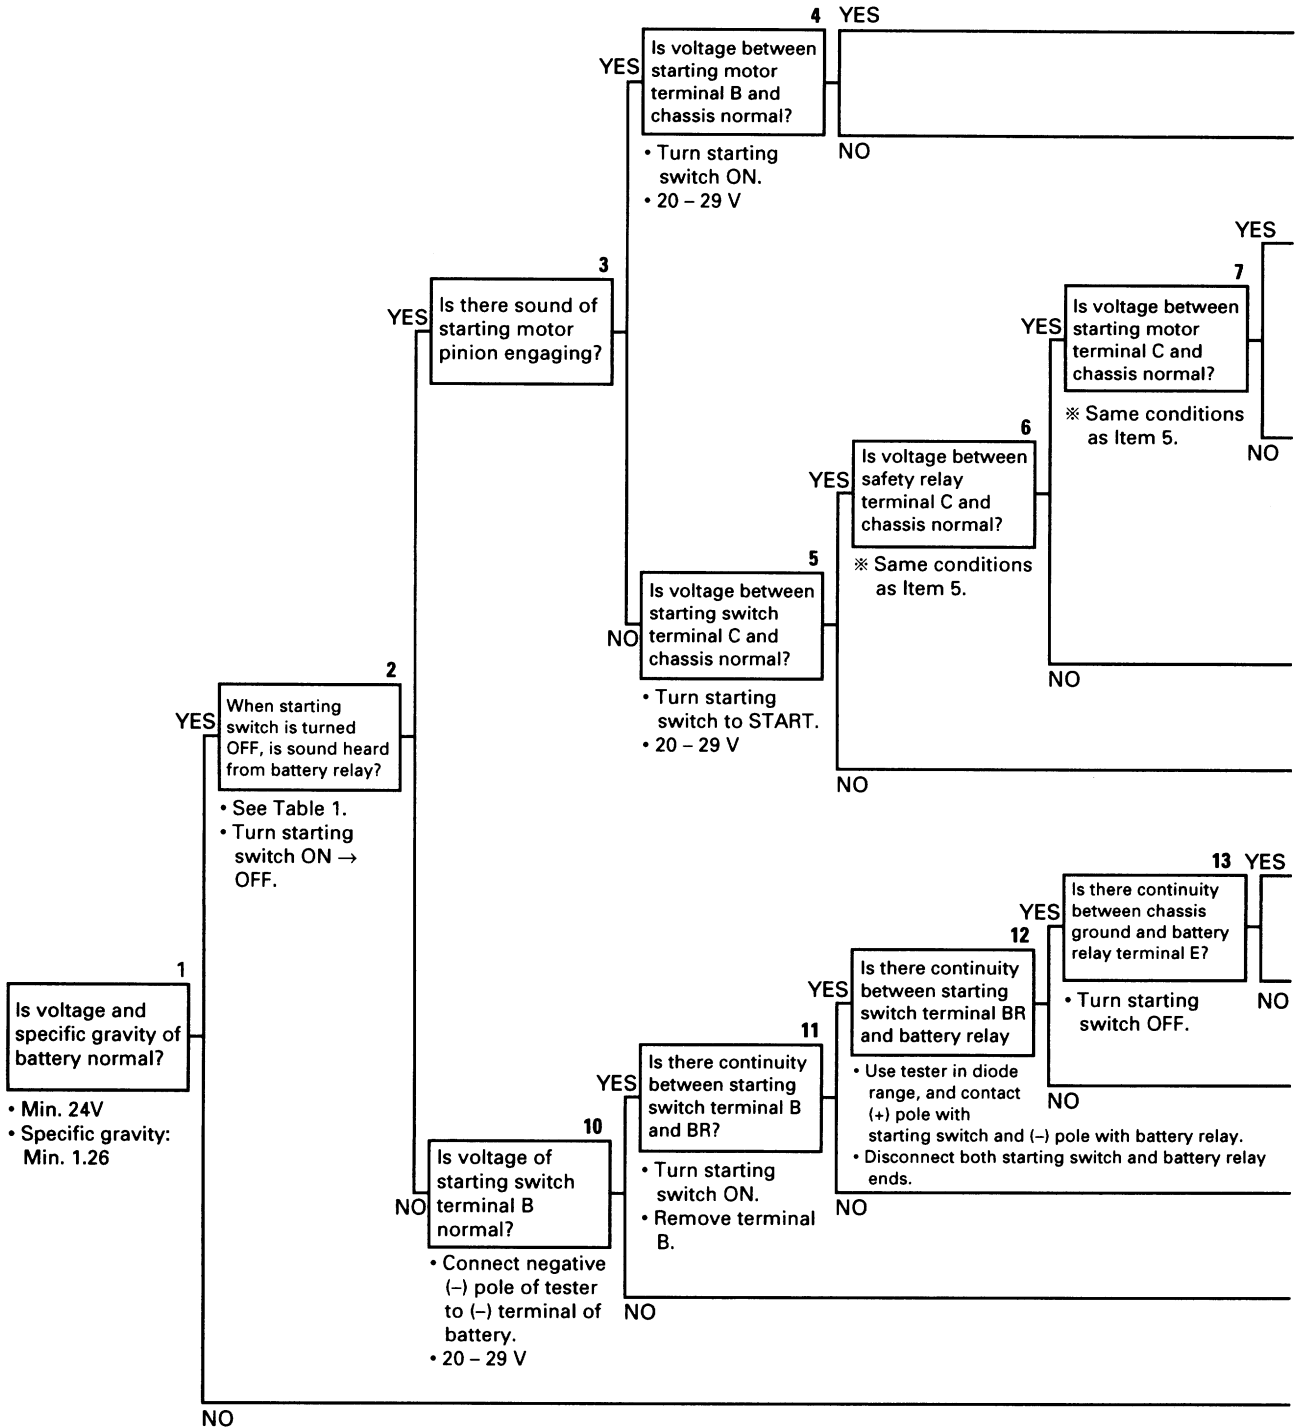 4 YES
YES
Is voltage between
starting motor
terminal B and
chassis normal?
NO
• Turn starting
switch ON.
• 20 – 29 V
3
YES
Is there sound of
starting motor
pinion engaging?
YES
7
YES
Is voltage between
starting motor
terminal C and
chassis normal?
※ Same conditions
as Item 5.
NO
6
YES
Is voltage between
safety relay
terminal C and
chassis normal?
※ Same conditions
as Item 5.
NO
5
NO
Is voltage between
starting switch
terminal C and
chassis normal?
• Turn starting
switch to START.
• 20 – 29 V
NO
2
YES
When starting
switch is turned
OFF, is sound heard
from battery relay?
• See Table 1.
• Turn starting
switch ON →
OFF.
13 YES
YES
Is there continuity
between chassis
ground and battery
relay terminal E?
• Turn starting
switch OFF.
NO
12
YES
Is there continuity
between starting
switch terminal BR
and battery relay
• Use tester in diode
range, and contact
(+) pole with
starting switch and (–) pole with battery relay.
• Disconnect both starting switch and battery relay
ends.
NO
1
Is voltage and
specific gravity of
battery normal?
• Min. 24V
• Specific gravity:
Min. 1.26
11
YES
Is there continuity
between starting
switch terminal B
and BR?
• Turn starting
switch ON.
• Remove terminal
B.
NO
10
NO
Is voltage of
starting switch
terminal B
normal?
• Connect negative
(–) pole of tester
to (–) terminal of
battery.
• 20 – 29 V
NO
NO